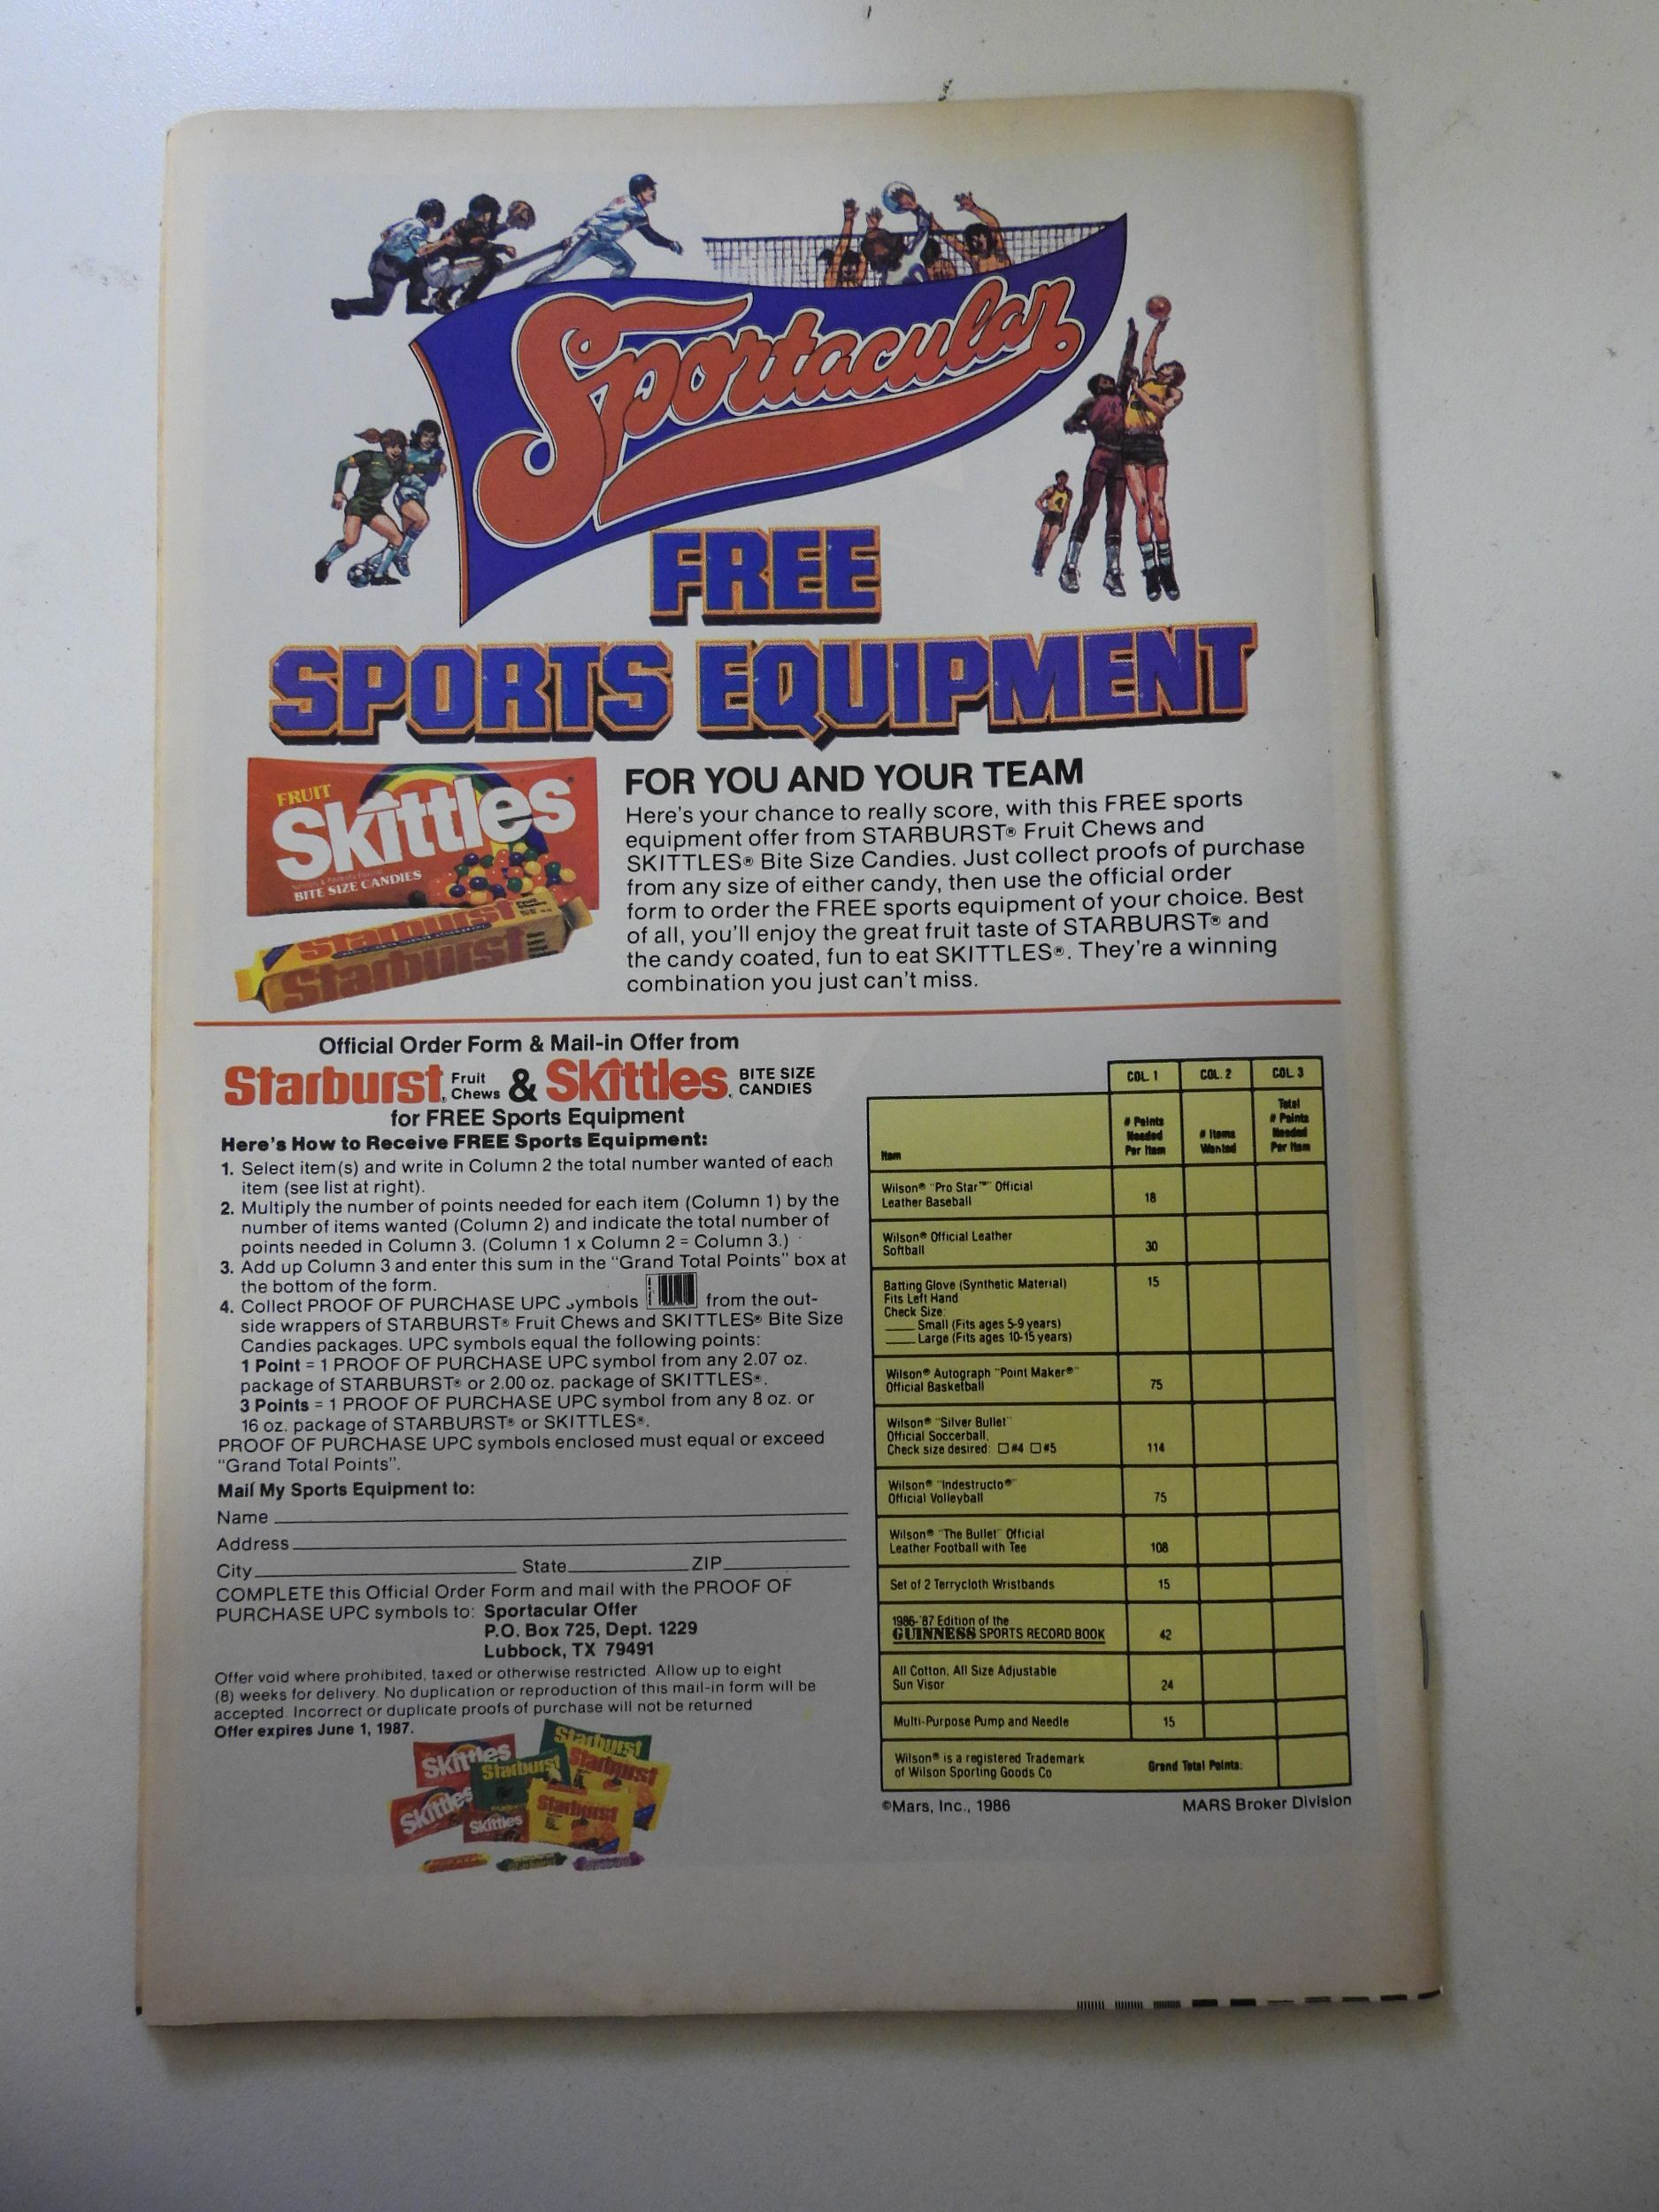 Sportacular
FREE
SPORTS EQUIPMENT
FRUIT
Skittles
BITE SIZE CANDIES
Starburst
Starburst
FOR YOU AND YOUR TEAM
Here's your chance to really score, with this FREE sports
equipment offer from STARBURST® Fruit Chews and
SKITTLES® Bite Size Candies. Just collect proofs of purchase
from any size of either candy, then use the official order
form to order the FREE sports equipment of your choice. Best
of all, you'll enjoy the great fruit taste of STARBURST® and
the candy coated, fun to eat SKITTLES®. They're a winning
combination you just can't miss.
Official Order Form & Mail-in Offer from
Starburst Fruit Chews & Skittles BITE SIZE CANDIES
for FREE Sports Equipment
Here's How to Receive FREE Sports Equipment:
1. Select item(s) and write in Column 2 the total number wanted of each
item (see list at right).
2. Multiply the number of points needed for each item (Column 1) by the
number of items wanted (Column 2) and indicate the total number of
points needed in Column 3. (Column 1 x Column 2 = Column 3.)
3. Add up Column 3 and enter this sum in the "Grand Total Points" box at
the bottom of the form.
4. Collect PROOF OF PURCHASE UPC symbols from the out-
side wrappers of STARBURST® Fruit Chews and SKITTLES® Bite Size
Candies packages. UPC symbols equal the following points:
1 Point = 1 PROOF OF PURCHASE UPC symbol from any 2.07 oz.
package of STARBURST® or 2.00 oz. package of SKITTLES®.
3 Points = 1 PROOF OF PURCHASE UPC symbol from any 8 oz. or
16 oz. package of STARBURST® or SKITTLES®.
PROOF OF PURCHASE UPC symbols enclosed must equal or exceed
"Grand Total Points".
Mail My Sports Equipment to:
Name
Address
City State ZIP
COMPLETE this Official Order Form and mail with the PROOF OF
PURCHASE UPC symbols to: Sportacular Offer
P.O. Box 725, Dept. 1229
Lubbock, TX 79491
Offer void where prohibited, taxed or otherwise restricted. Allow up to eight
(8) weeks for delivery. No duplication or reproduction of this mail-in form will be
accepted. Incorrect or duplicate proofs of purchase will not be returned
Offer expires June 1, 1987.
Skittles
Starburst
Starburst
Starburst
Skittles
Skittles
Starburst
COL. 1 COL. 2 COL. 3
Item
# Points
Needed
Per Item
# Items
Wanted
Total
# Points
Needed
Per Item
Wilson® "Pro Star™" Official
Leather Baseball 18
Wilson® Official Leather
Softball 30
Batting Glove (Synthetic Material) 15
Fits Left Hand
Check Size:
Small (Fits ages 5-9 years)
Large (Fits ages 10-15 years)
Wilson® Autograph "Point Maker®"
Official Basketball 75
Wilson® "Silver Bullet"
Official Soccerball.
Check size desired: ☐ #4 ☐ #5 114
Wilson® "Indestructo®"
Official Volleyball 75
Wilson® "The Bullet" Official
Leather Football with Tee 108
Set of 2 Terrycloth Wristbands 15
1986-'87 Edition of the
GUINNESS SPORTS RECORD BOOK 42
All Cotton, All Size Adjustable
Sun Visor 24
Multi-Purpose Pump and Needle 15
Wilson® is a registered Trademark
of Wilson Sporting Goods Co
Grand Total Points:
©Mars, Inc., 1986 MARS Broker Division